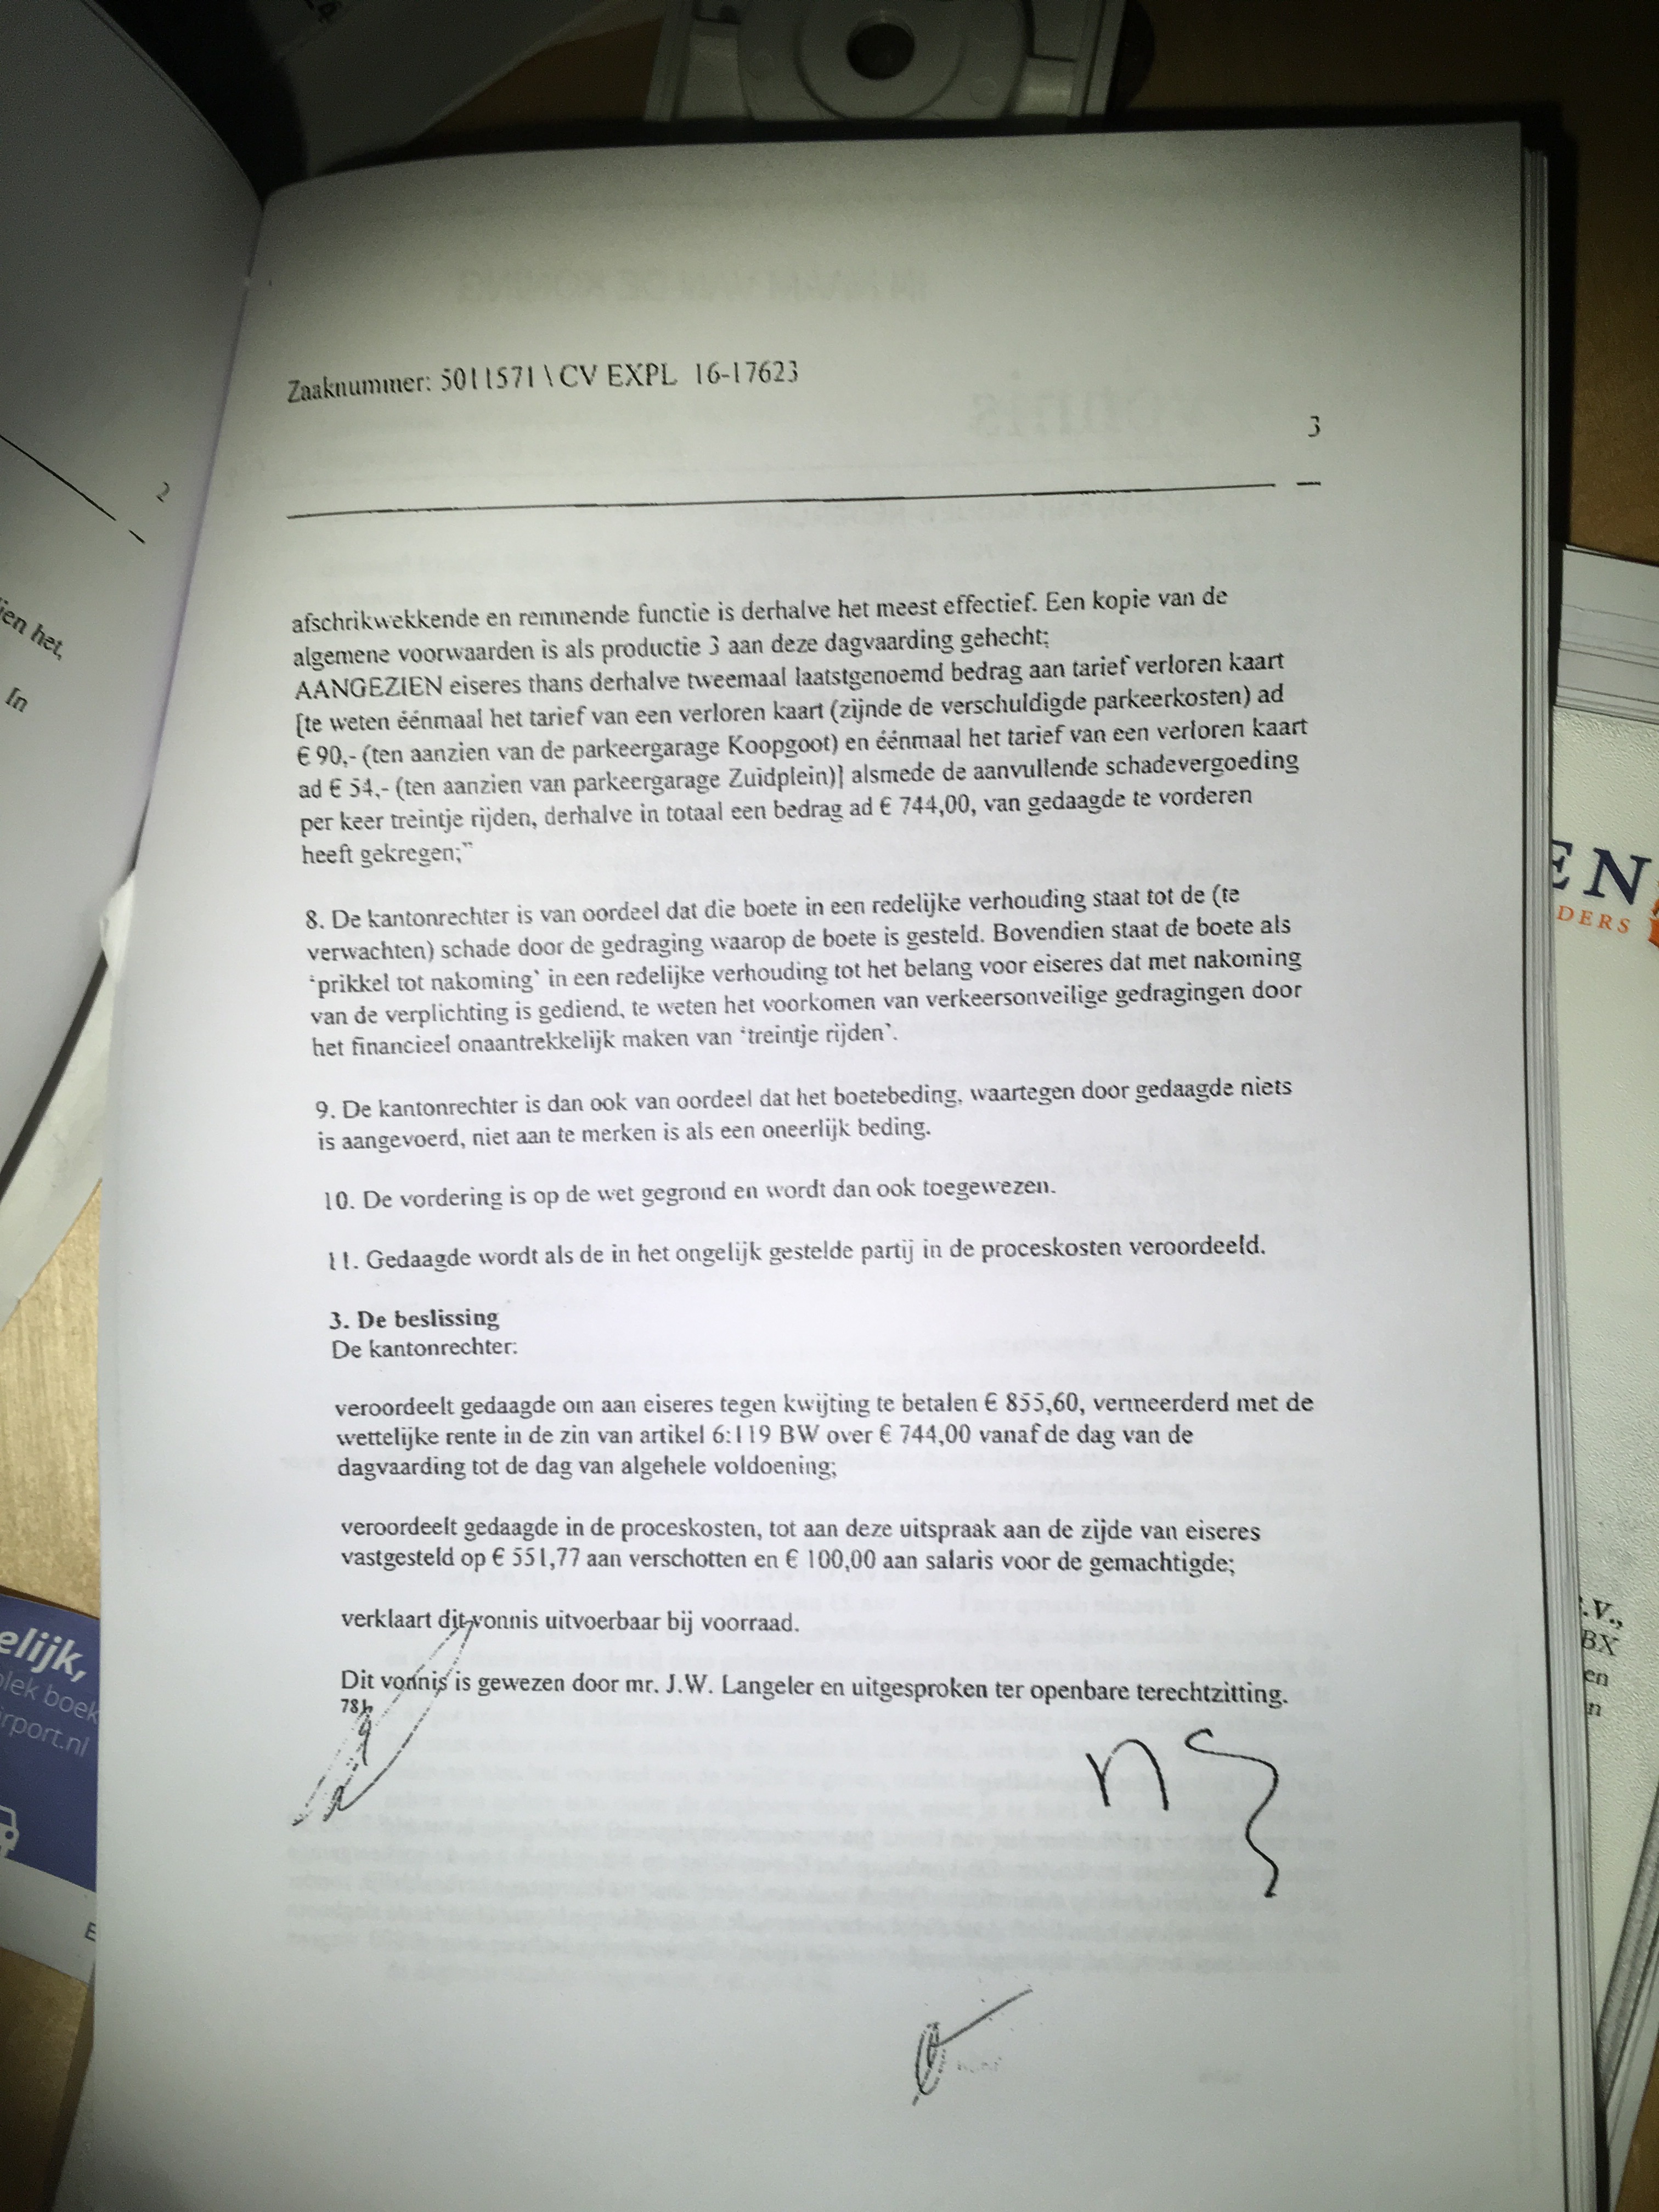 Zaaknummer: 5011571 \ CV EXPL 16-17623
3
afschrikwekkende en remmende functie is derhalve het meest effectief. Een kopie van de
algemene voorwaarden is als productie 3 aan deze dagvaarding gehecht;
AANGEZIEN eiseres thans derhalve tweemaal laatstgenoemd bedrag aan tarief verloren kaart
[te weten éénmaal het tarief van een verloren kaart (zijnde de verschuldigde parkeerkosten) ad
€ 90,- (ten aanzien van de parkeergarage Koopgoot) en éénmaal het tarief van een verloren kaart
ad € 54,- (ten aanzien van parkeergarage Zuidplein)] alsmede de aanvullende schadevergoeding
per keer treintje rijden, derhalve in totaal een bedrag ad € 744,00, van gedaagde te vorderen
heeft gekregen;"
8. De kantonrechter is van oordeel dat die boete in een redelijke verhouding staat tot de (te
verwachten) schade door de gedraging waarop de boete is gesteld. Bovendien staat de boete als
‘prikkel tot nakoming’ in een redelijke verhouding tot het belang voor eiseres dat met nakoming
van de verplichting is gediend, te weten het voorkomen van verkeersonveilige gedragingen door
het financieel onaantrekkelijk maken van ‘treintje rijden’.
9. De kantonrechter is dan ook van oordeel dat het boetebeding, waartegen door gedaagde niets
is aangevoerd, niet aan te merken is als een oneerlijk beding.
10. De vordering is op de wet gegrond en wordt dan ook toegewezen.
11. Gedaagde wordt als de in het ongelijk gestelde partij in de proceskosten veroordeeld.
3. De beslissing
De kantonrechter:
veroordeelt gedaagde om aan eiseres tegen kwijting te betalen € 855,60, vermeerderd met de
wettelijke rente in de zin van artikel 6:119 BW over € 744,00 vanaf de dag van de
dagvaarding tot de dag van algehele voldoening;
veroordeelt gedaagde in de proceskosten, tot aan deze uitspraak aan de zijde van eiseres
vastgesteld op € 551,77 aan verschotten en € 100,00 aan salaris voor de gemachtigde;
verklaart dit vonnis uitvoerbaar bij voorraad.
Dit vonnis is gewezen door mr. J.W. Langeler en uitgesproken ter openbare terechtzitting.
2
het,
In
EN
DERS
elijk,
boek
rport.nl
.V.,
BX
en